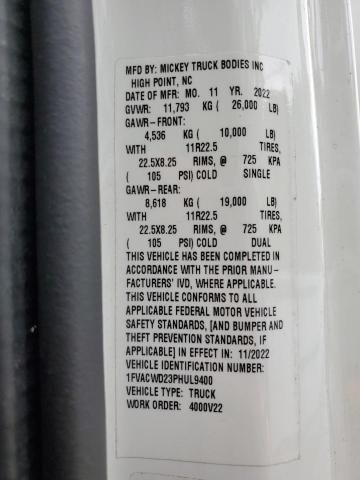 MFD BY: MICKEY TRUCK BODIES INC
HIGH POINT, NC
DATE OF MFR: MO. 11 YR. 2022
GVWR: 11,793 KG ( 26,000 LB)
GAWR-FRONT:
4,536 KG ( 10,000 LB)
WITH 11R22.5 TIRES,
22.5X8.25 RIMS, @ 725 KPA
( 105 PSI) COLD SINGLE
GAWR-REAR:
8,618 KG ( 19,000 LB)
WITH 11R22.5 TIRES,
22.5X8.25 RIMS, @ 725 KPA
( 105 PSI) COLD DUAL
THIS VEHICLE HAS BEEN COMPLETED IN
ACCORDANCE WITH THE PRIOR MANU-
FACTURERS' IVD, WHERE APPLICABLE.
THIS VEHICLE CONFORMS TO ALL
APPLICABLE FEDERAL MOTOR VEHICLE
SAFETY STANDARDS, [AND BUMPER AND
THEFT PREVENTION STANDARDS, IF
APPLICABLE] IN EFFECT IN: 11/2022
VEHICLE IDENTIFICATION NUMBER:
1FVACWD23PHUL9400
VEHICLE TYPE: TRUCK
WORK ORDER: 4000V22